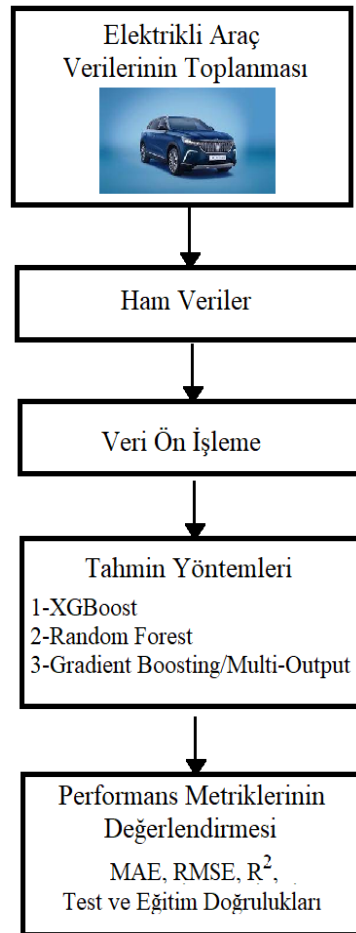 Elektrikli Araç
Verilerinin Toplanması
Ham Veriler
Veri Ön İşleme
Tahmin Yöntemleri
1-XGBoost
2-Random Forest
3-Gradient Boosting/Multi-Output
Performans Metriklerinin
Değerlendirmesi
MAE, RMSE, R²,
Test ve Eğitim Doğrulukları